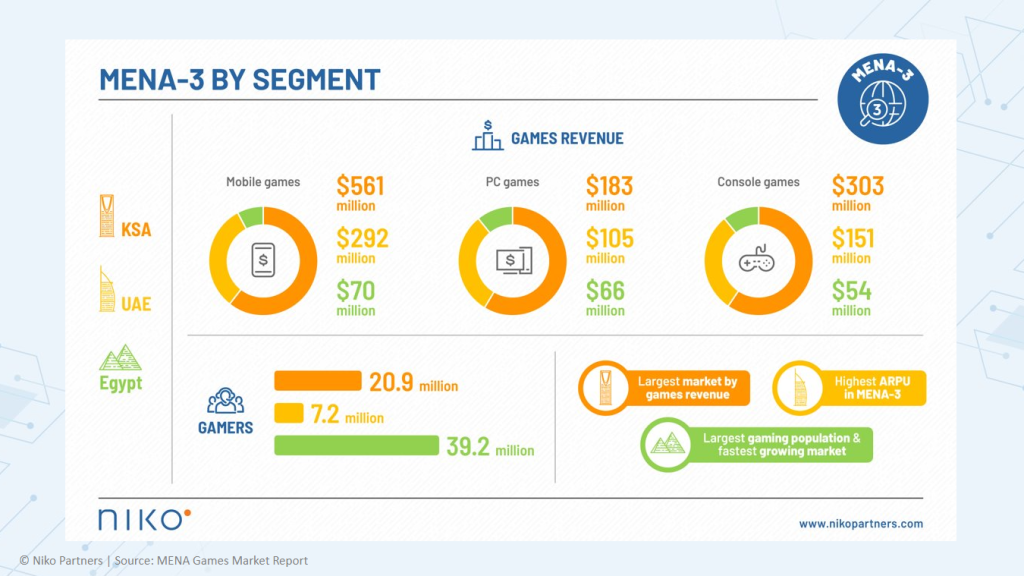 MENA-3 BY SEGMENT
MENA-3
3
$
GAMES REVENUE
KSA
UAE
Egypt
Mobile games
$
$561
million
$292
million
$70
million
PC games
$
$183
million
$105
million
$66
million
Console games
$303
million
$151
million
$54
million
GAMERS
20.9 million
7.2 million
39.2 million
Largest market by
games revenue
Highest ARPU
in MENA-3
Largest gaming population &
fastest growing market
NIKO
www.nikopartners.com
© Niko Partners | Source: MENA Games Market Report